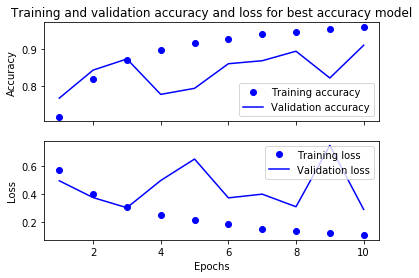 Training and validation accuracy and loss for best accuracy model
Accuracy
0.9
0.8
Training accuracy
Validation accuracy
Loss
0.6
0.4
0.2
Training loss
Validation loss
2
4
6
8
10
Epochs